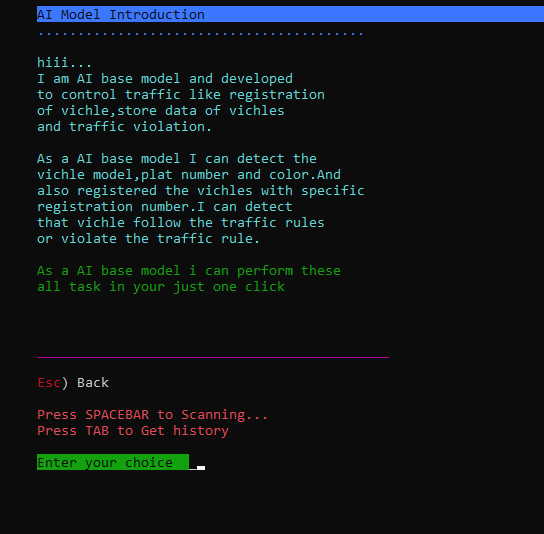 AI Model Introduction
.........................................
hiii...
I am AI base model and developed
to control traffic like registration
of vichle,store data of vichles
and traffic violation.
As a AI base model I can detect the
vichle model,plat number and color.And
also registered the vichles with specific
registration number.I can detect
that vichle follow the traffic rules
or violate the traffic rule.
As a AI base model i can perform these
all task in your just one click
____________________________________________
Esc) Back
Press SPACEBAR to Scanning...
Press TAB to Get history
Enter your choice _